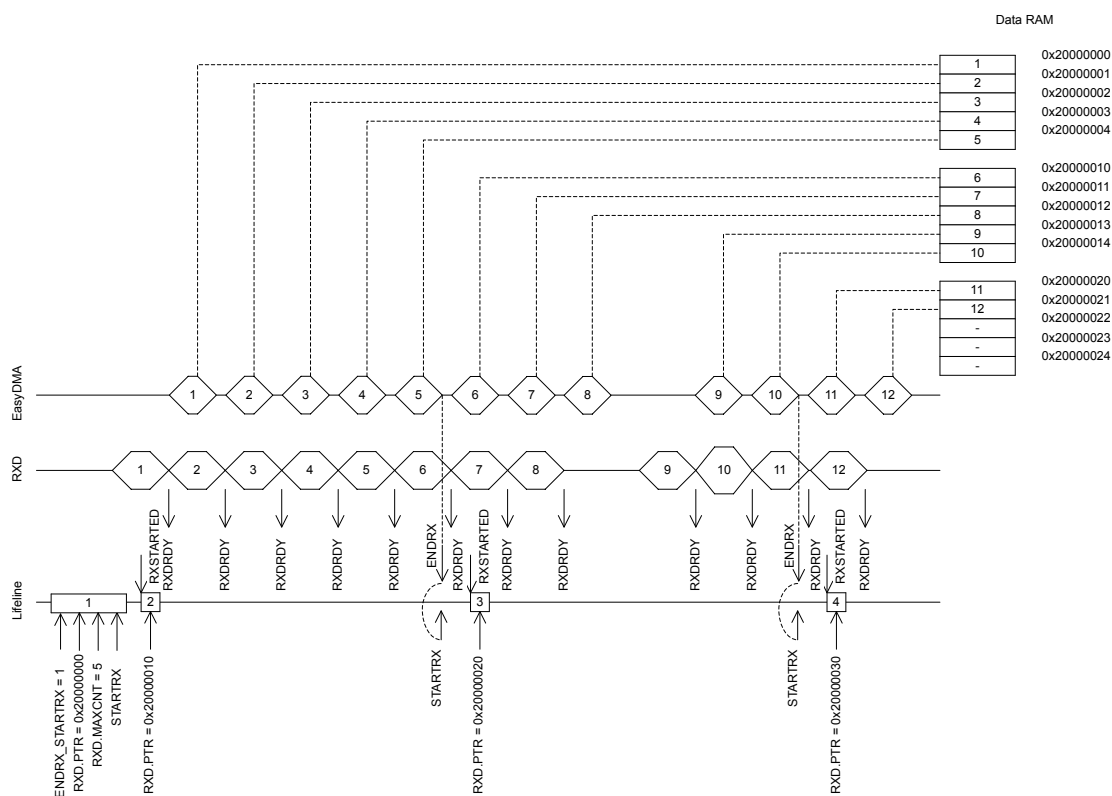 Data RAM
1
0x20000000
2
0x20000001
3
0x20000002
4
0x20000003
5
0x20000004
6
0x20000010
7
0x20000011
8
0x20000012
9
0x20000013
10
0x20000014
11
0x20000020
12
0x20000021
-
0x20000022
-
0x20000023
-
0x20000024
EasyDMA
1 2 3 4 5 6 7 8 9 10 11 12
RXD
1 2 3 4 5 6 7 8 9 10 11 12
RXSTARTED
RXDRDY
RXDRDY
RXDRDY
RXDRDY
RXDRDY
ENDRX
RXDRDY
RXSTARTED
RXDRDY
RXDRDY
RXDRDY
RXDRDY
ENDRX
RXDRDY
RXSTARTED
RXDRDY
Lifeline
1 2 3 4
ENDRX_STARTRX = 1
RXD.PTR = 0x20000000
RXD.MAXCNT = 5
STARTRX
RXD.PTR = 0x20000010
STARTRX
RXD.PTR = 0x20000020
STARTRX
RXD.PTR = 0x20000030